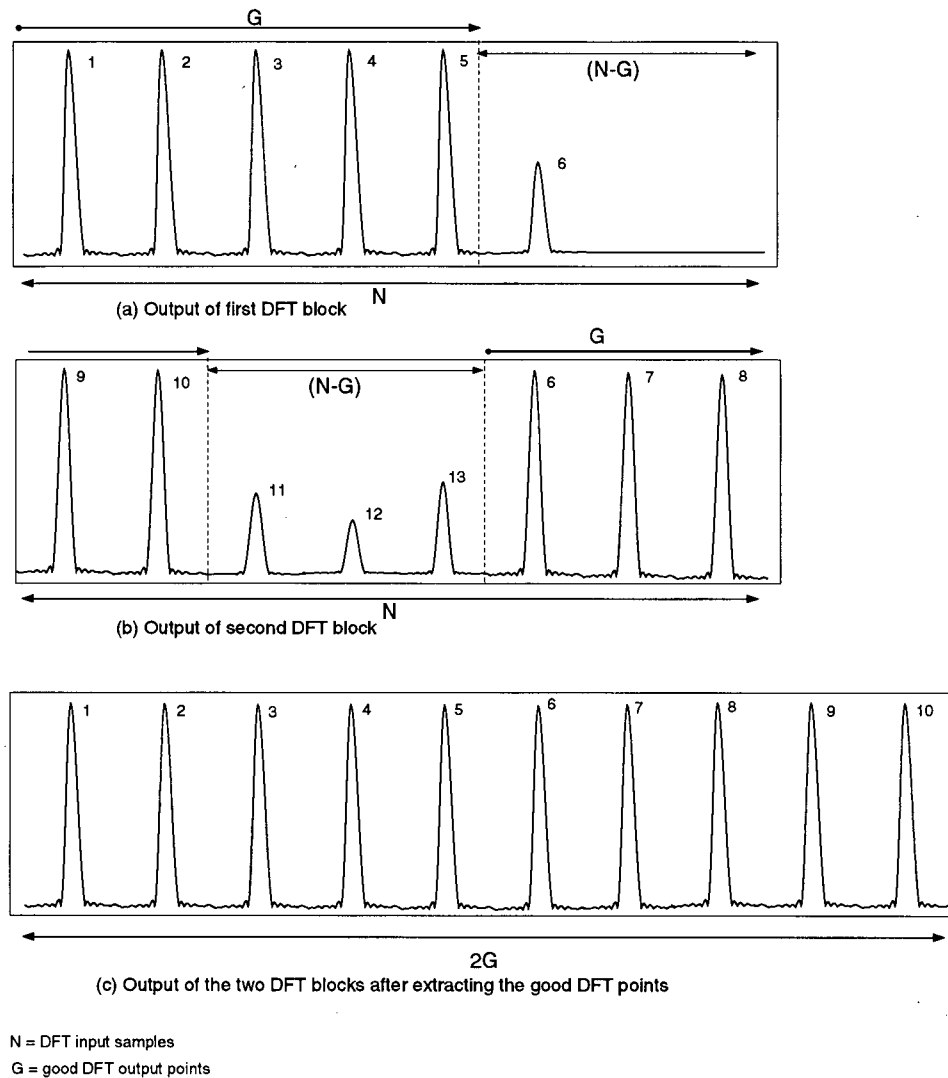 G
1 2 3 4 5 (N-G)
6
N
(a) Output of first DFT block
G
9 10 (N-G) 6 7 8
11 12 13
N
(b) Output of second DFT block
1 2 3 4 5 6 7 8 9 10
2G
(c) Output of the two DFT blocks after extracting the good DFT points
N = DFT input samples
G = good DFT output points